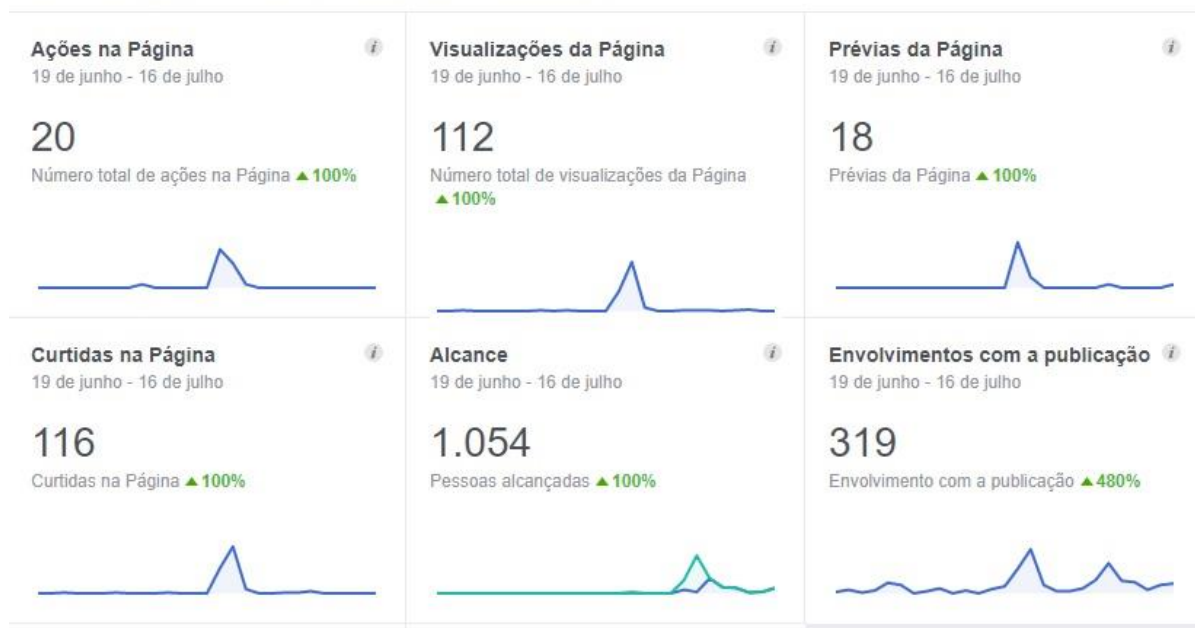 Ações na Página
19 de junho - 16 de julho
20
Número total de ações na Página ▲ 100%
Visualizações da Página
19 de junho - 16 de julho
112
Número total de visualizações da Página
▲ 100%
Prévias da Página
19 de junho - 16 de julho
18
Prévias da Página ▲ 100%
Curtidas na Página
19 de junho - 16 de julho
116
Curtidas na Página ▲ 100%
Alcance
19 de junho - 16 de julho
1.054
Pessoas alcançadas ▲ 100%
Envolvimentos com a publicação
19 de junho - 16 de julho
319
Envolvimento com a publicação ▲ 480%